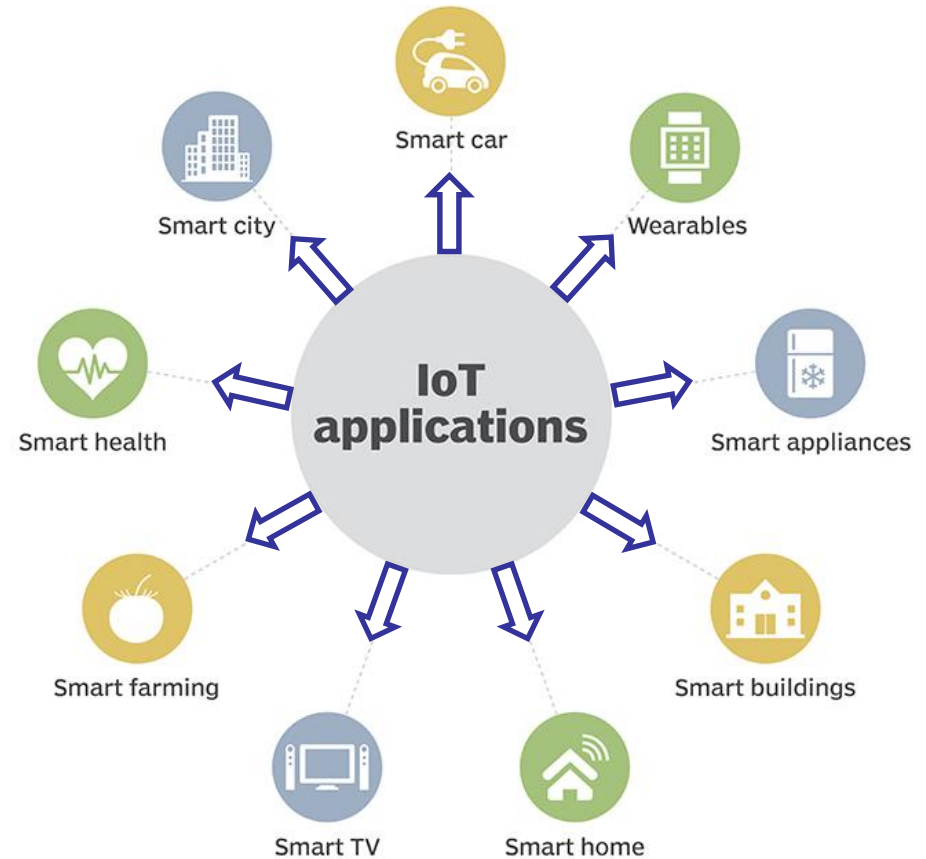 Smart car
Smart city
Wearables
IoT
applications
Smart health
Smart appliances
Smart farming
Smart buildings
Smart TV
Smart home